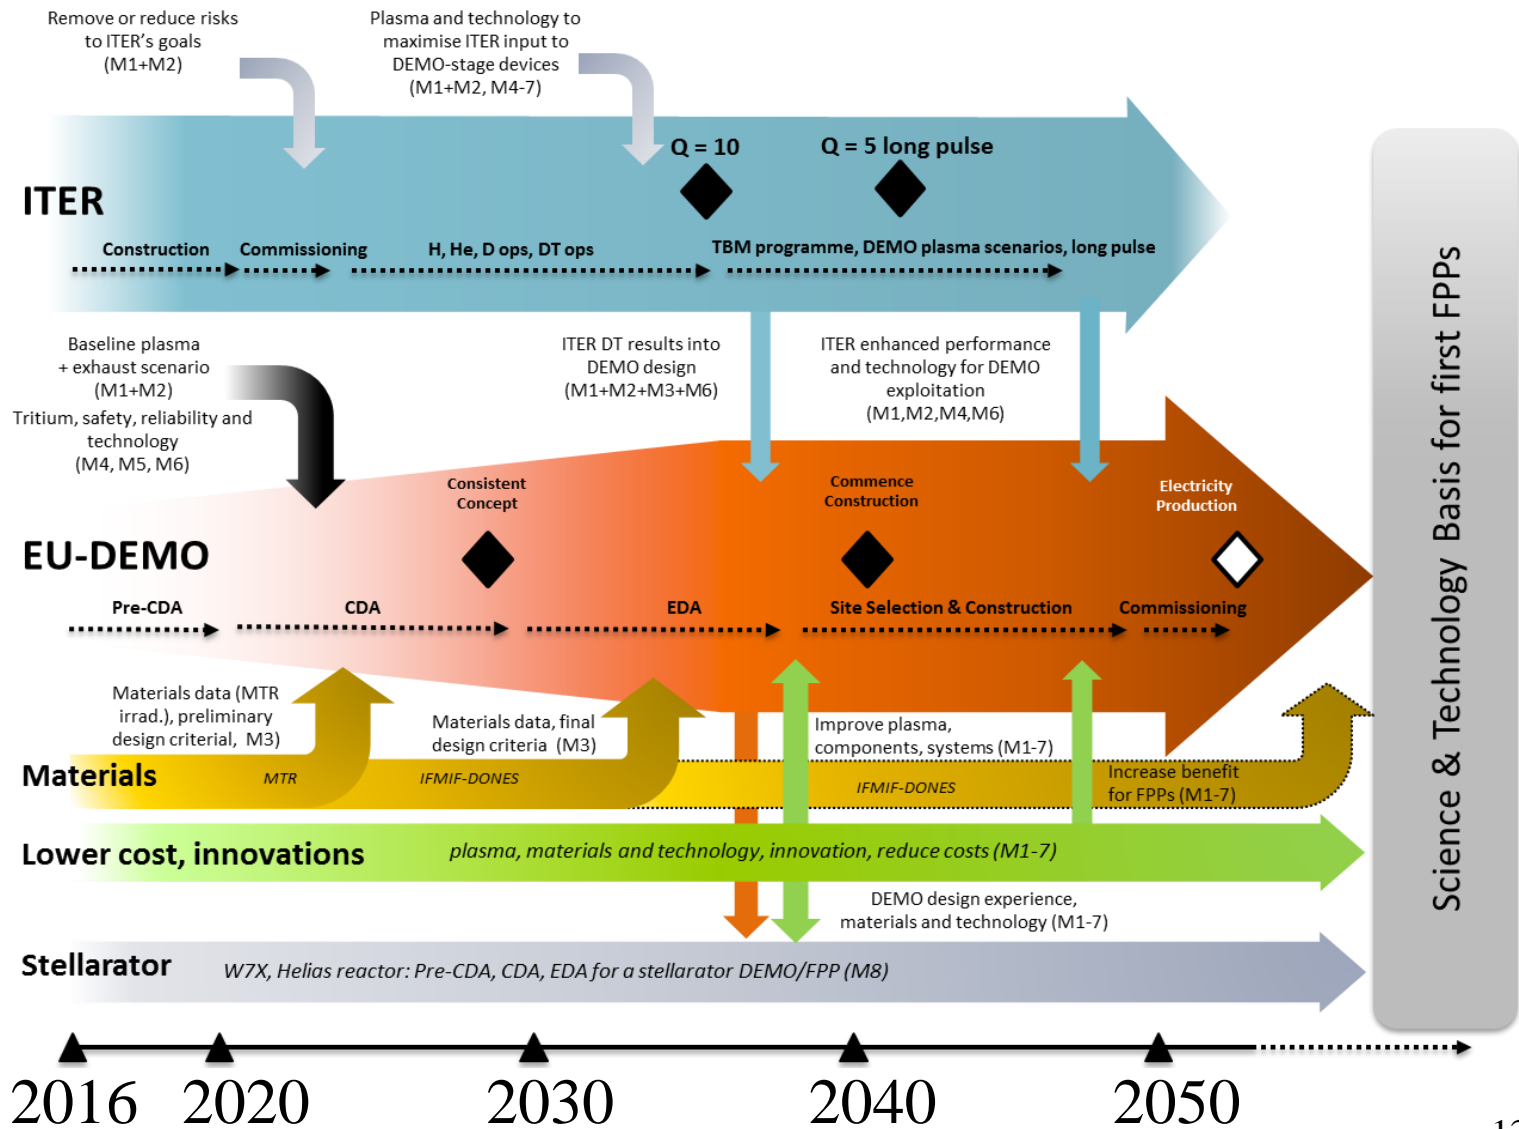 Remove or reduce risks
to ITER's goals
(M1+M2)
Plasma and technology to
maximise ITER input to
DEMO-stage devices
(M1+M2, M4-7)
Q = 10
Q = 5 long pulse
ITER
Construction
Commissioning
H, He, D ops, DT ops
TBM programme, DEMO plasma scenarios, long pulse
Baseline plasma
+ exhaust scenario
(M1+M2)
Tritium, safety, reliability and
technology
(M4, M5, M6)
ITER DT results into
DEMO design
(M1+M2+M3+M6)
ITER enhanced performance
and technology for DEMO
exploitation
(M1,M2,M4,M6)
Consistent
Concept
Commence
Construction
Electricity
Production
EU-DEMO
Pre-CDA
CDA
EDA
Site Selection & Construction
Commissioning
Materials data (MTR
irrad.), preliminary
design criterial, M3)
Materials data, final
design criteria (M3)
Improve plasma,
components, systems (M1-7)
Increase benefit
for FPPs (M1-7)
Materials
MTR
IFMIF-DONES
IFMIF-DONES
Lower cost, innovations
plasma, materials and technology, innovation, reduce costs (M1-7)
DEMO design experience,
materials and technology (M1-7)
Stellarator
W7X, Helias reactor: Pre-CDA, CDA, EDA for a stellarator DEMO/FPP (M8)
Science & Technology Basis for first FPPs
2016
2020
2030
2040
2050